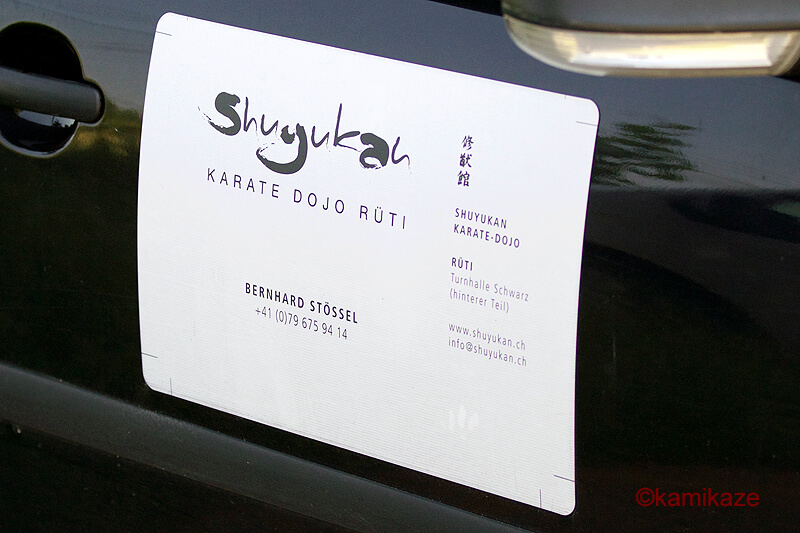 shuyukan
KARATE DOJO RÜTI
BERNHARD STÖSSEL
+41 (0)79 675 94 14
修
猷
館
SHUYUKAN
KARATE-DOJO
RÜTI
Turnhalle Schwarz
(hinterer Teil)
www.shuyukan.ch
info@shuyukan.ch
©kamikaze